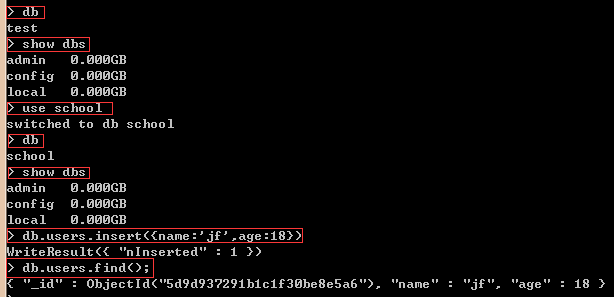 > db
test
> show dbs
admin   0.000GB
config  0.000GB
local   0.000GB
> use school
switched to db school
> db
school
> show dbs
admin   0.000GB
config  0.000GB
local   0.000GB
> db.users.insert({name:'jf',age:18})
WriteResult({ "nInserted" : 1 })
> db.users.find();
{ "_id" : ObjectId("5d9d937291b1c1f30be8e5a6"), "name" : "jf", "age" : 18 }